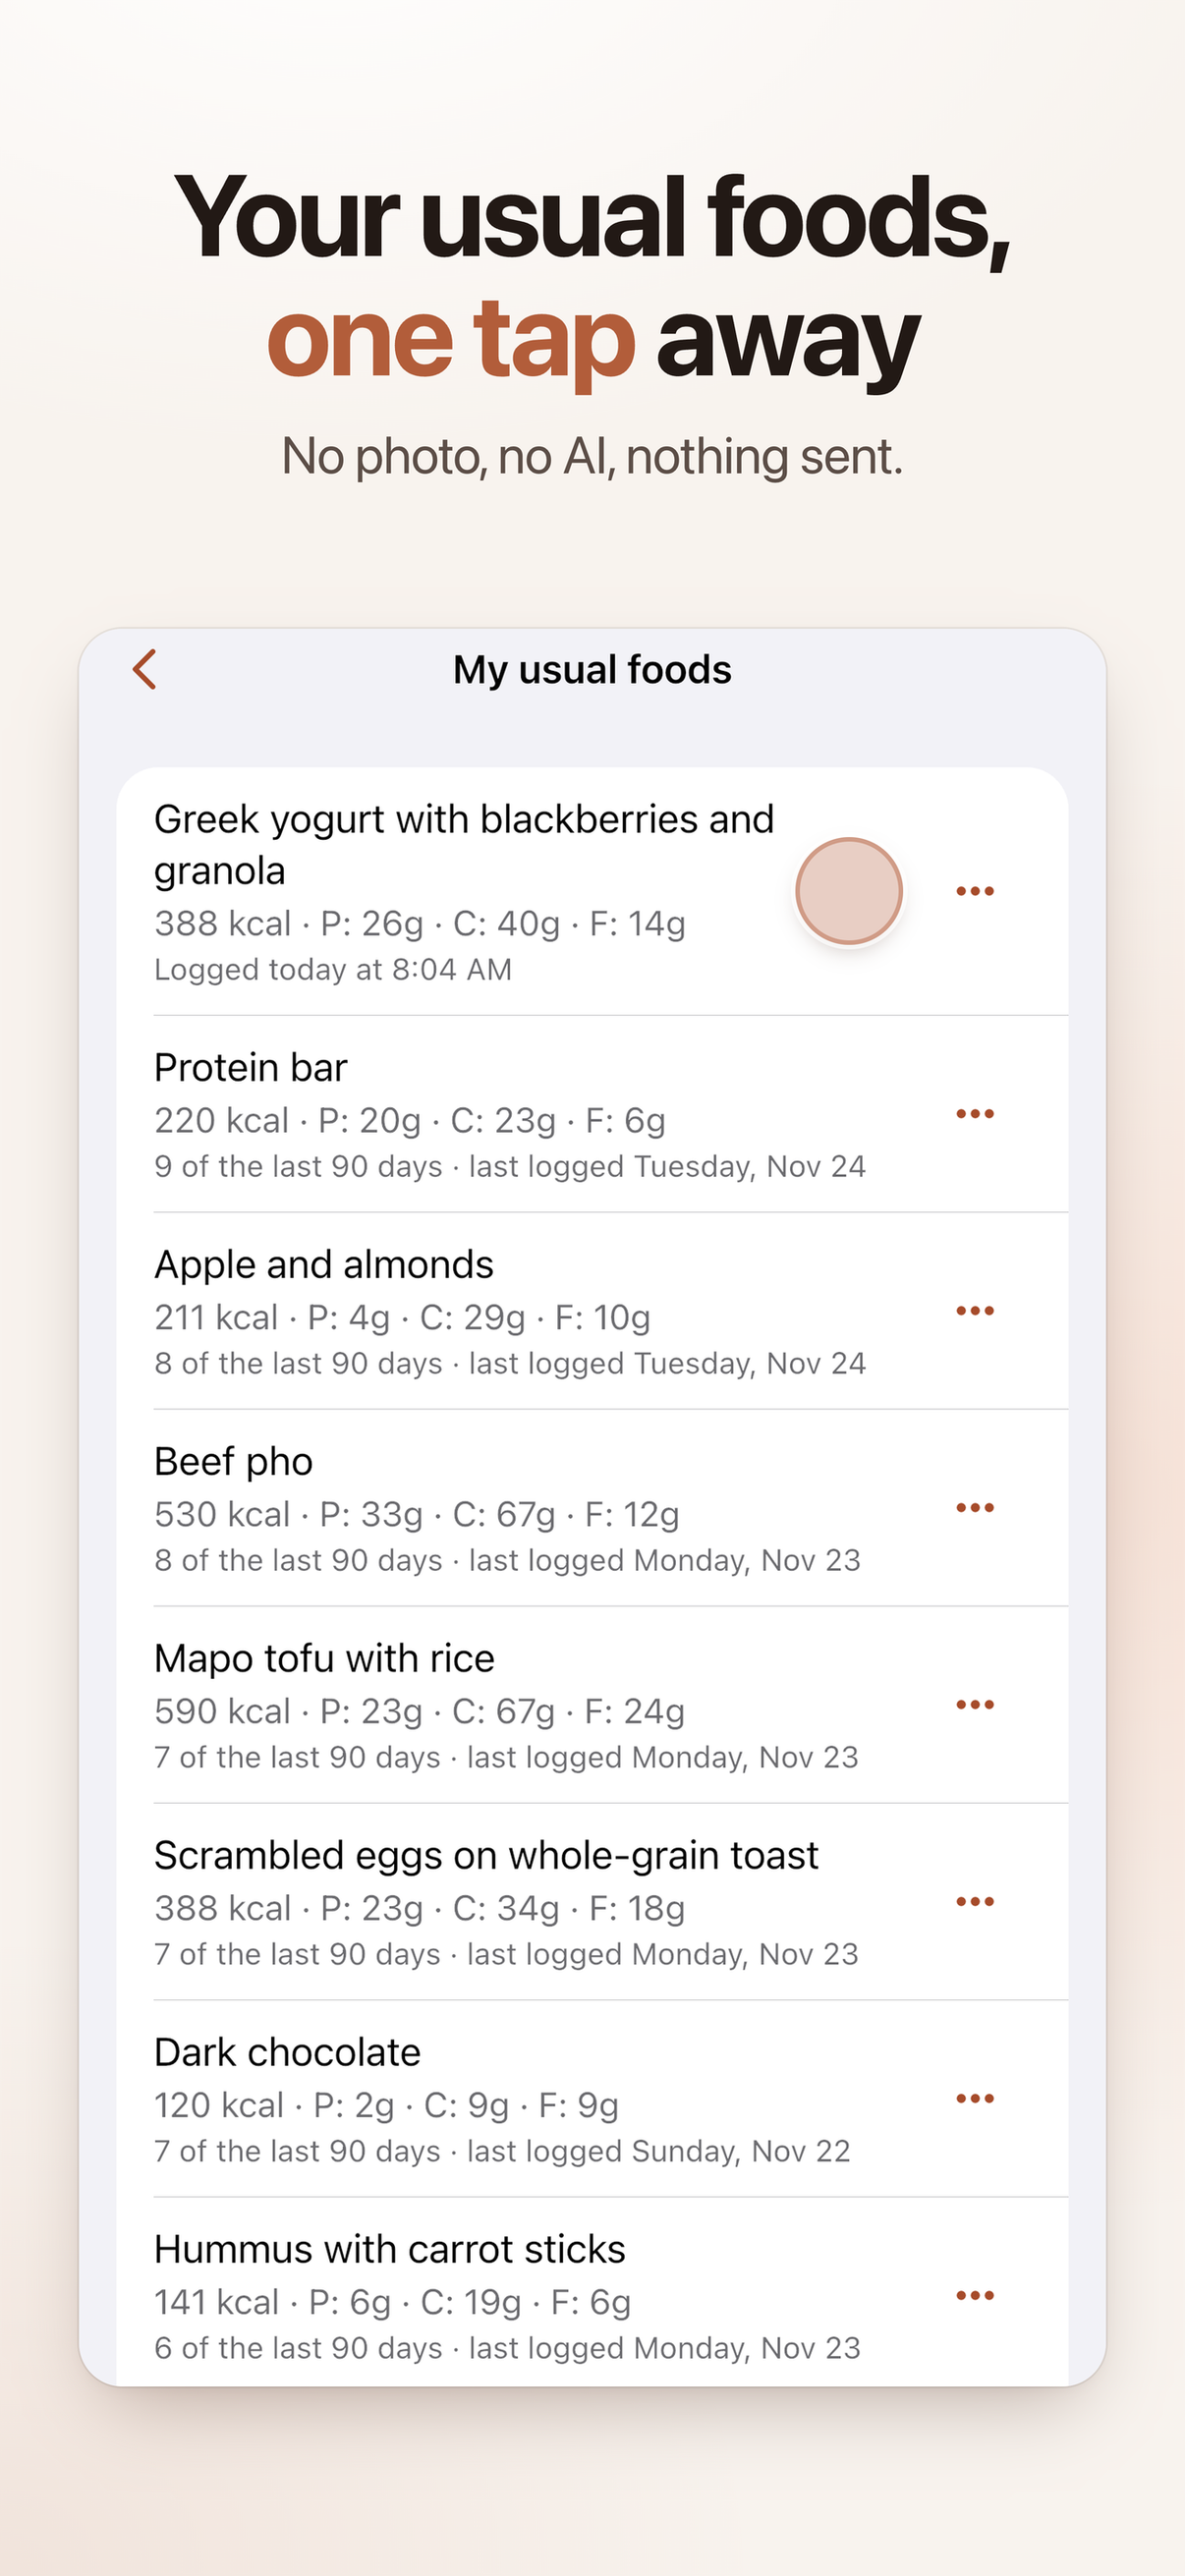 Your usual foods,
one tap away
No photo, no AI, nothing sent.
My usual foods
Greek yogurt with blackberries and
granola
388 kcal · P: 26g · C: 40g · F: 14g
Logged today at 8:04 AM
Protein bar
220 kcal · P: 20g · C: 23g · F: 6g
9 of the last 90 days · last logged Tuesday, Nov 24
Apple and almonds
211 kcal · P: 4g · C: 29g · F: 10g
8 of the last 90 days · last logged Tuesday, Nov 24
Beef pho
530 kcal · P: 33g · C: 67g · F: 12g
8 of the last 90 days · last logged Monday, Nov 23
Mapo tofu with rice
590 kcal · P: 23g · C: 67g · F: 24g
7 of the last 90 days · last logged Monday, Nov 23
Scrambled eggs on whole-grain toast
388 kcal · P: 23g · C: 34g · F: 18g
7 of the last 90 days · last logged Monday, Nov 23
Dark chocolate
120 kcal · P: 2g · C: 9g · F: 9g
7 of the last 90 days · last logged Sunday, Nov 22
Hummus with carrot sticks
141 kcal · P: 6g · C: 19g · F: 6g
6 of the last 90 days · last logged Monday, Nov 23